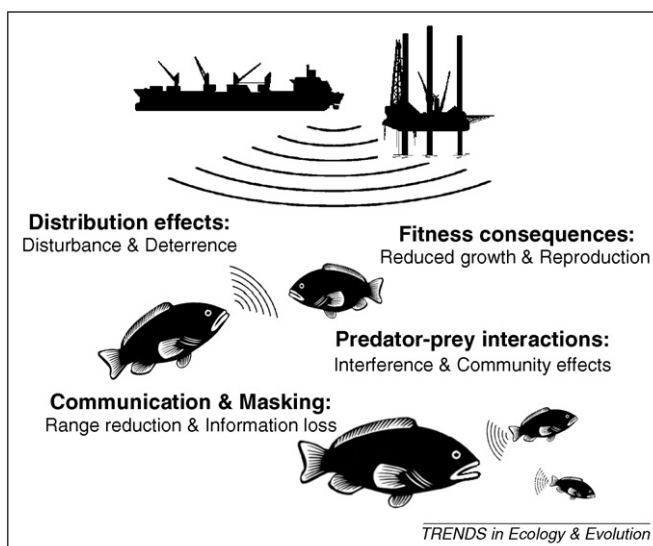 Distribution effects:
Disturbance & Deterrence
Fitness consequences:
Reduced growth & Reproduction
Predator-prey interactions:
Interference & Community effects
Communication & Masking:
Range reduction & Information loss
TRENDS in Ecology & Evolution